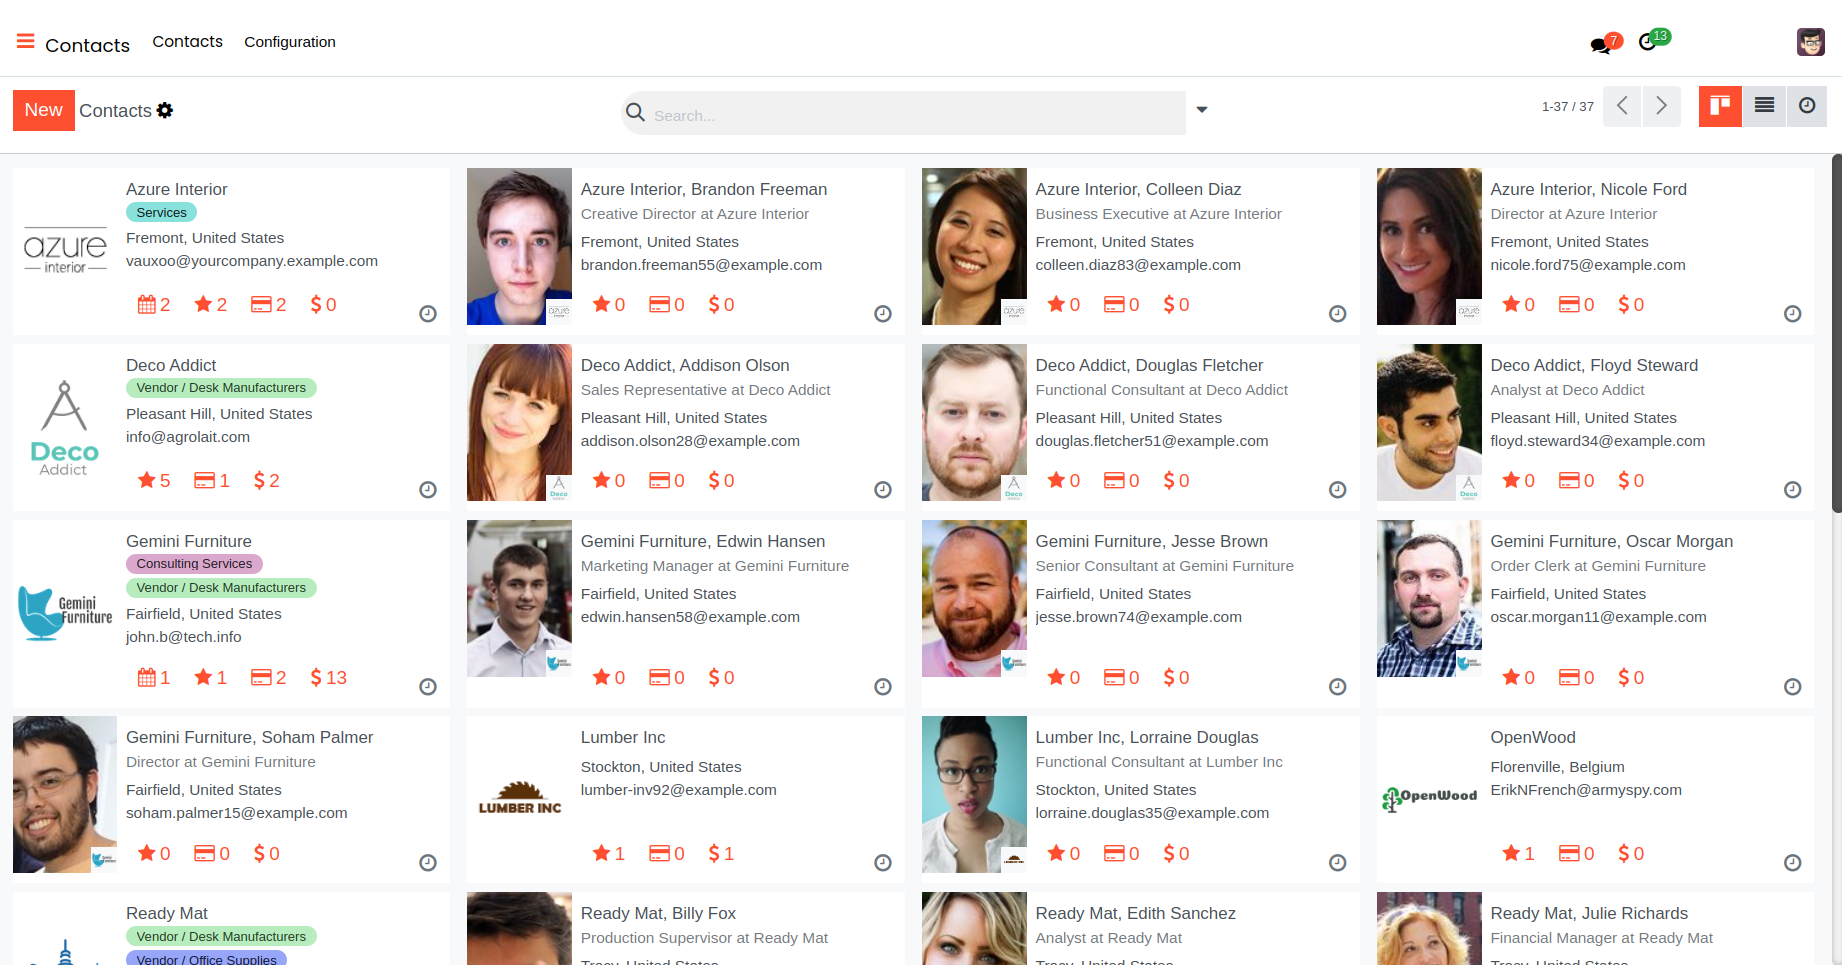 Contacts
Contacts
Configuration
7
13
New
Contacts
Search...
1-37 / 37
azure
interior
Azure Interior
Services
Fremont, United States
vauxoo@yourcompany.example.com
2 2 2 0
Azure Interior, Brandon Freeman
Creative Director at Azure Interior
Fremont, United States
brandon.freeman55@example.com
azure
0 0 $ 0
Azure Interior, Colleen Diaz
Business Executive at Azure Interior
Fremont, United States
colleen.diaz83@example.com
azure
0 0 $ 0
Azure Interior, Nicole Ford
Director at Azure Interior
Fremont, United States
nicole.ford75@example.com
azure
0 0 $ 0
Deco
Addict
Deco Addict
Vendor / Desk Manufacturers
Pleasant Hill, United States
info@agrolait.com
5 1 $ 2
Deco Addict, Addison Olson
Sales Representative at Deco Addict
Pleasant Hill, United States
addison.olson28@example.com
Deco
0 0 $ 0
Deco Addict, Douglas Fletcher
Functional Consultant at Deco Addict
Pleasant Hill, United States
douglas.fletcher51@example.com
Deco
0 0 $ 0
Deco Addict, Floyd Steward
Analyst at Deco Addict
Pleasant Hill, United States
floyd.steward34@example.com
Deco
0 0 $ 0
Gemini
Furniture
Gemini Furniture
Consulting Services
Vendor / Desk Manufacturers
Fairfield, United States
john.b@tech.info
1 1 2 $ 13
Gemini Furniture, Edwin Hansen
Marketing Manager at Gemini Furniture
Fairfield, United States
edwin.hansen58@example.com
0 0 $ 0
Gemini Furniture, Jesse Brown
Senior Consultant at Gemini Furniture
Fairfield, United States
jesse.brown74@example.com
0 0 $ 0
Gemini Furniture, Oscar Morgan
Order Clerk at Gemini Furniture
Fairfield, United States
oscar.morgan11@example.com
0 0 $ 0
Gemini Furniture, Soham Palmer
Director at Gemini Furniture
Fairfield, United States
soham.palmer15@example.com
0 0 $ 0
LUMBER INC
Lumber Inc
Stockton, United States
lumber-inv92@example.com
1 0 $ 1
Lumber Inc, Lorraine Douglas
Functional Consultant at Lumber Inc
Stockton, United States
lorraine.douglas35@example.com
LUMBER INC
0 0 $ 0
OpenWood
OpenWood
Florenville, Belgium
ErikNFrench@armyspy.com
1 0 $ 0
Ready Mat
Vendor / Desk Manufacturers
Vendor / Office Supplies
Ready Mat, Billy Fox
Production Supervisor at Ready Mat
Tracy, United States
Ready Mat, Edith Sanchez
Analyst at Ready Mat
Tracy, United States
Ready Mat, Julie Richards
Financial Manager at Ready Mat
Tracy, United States